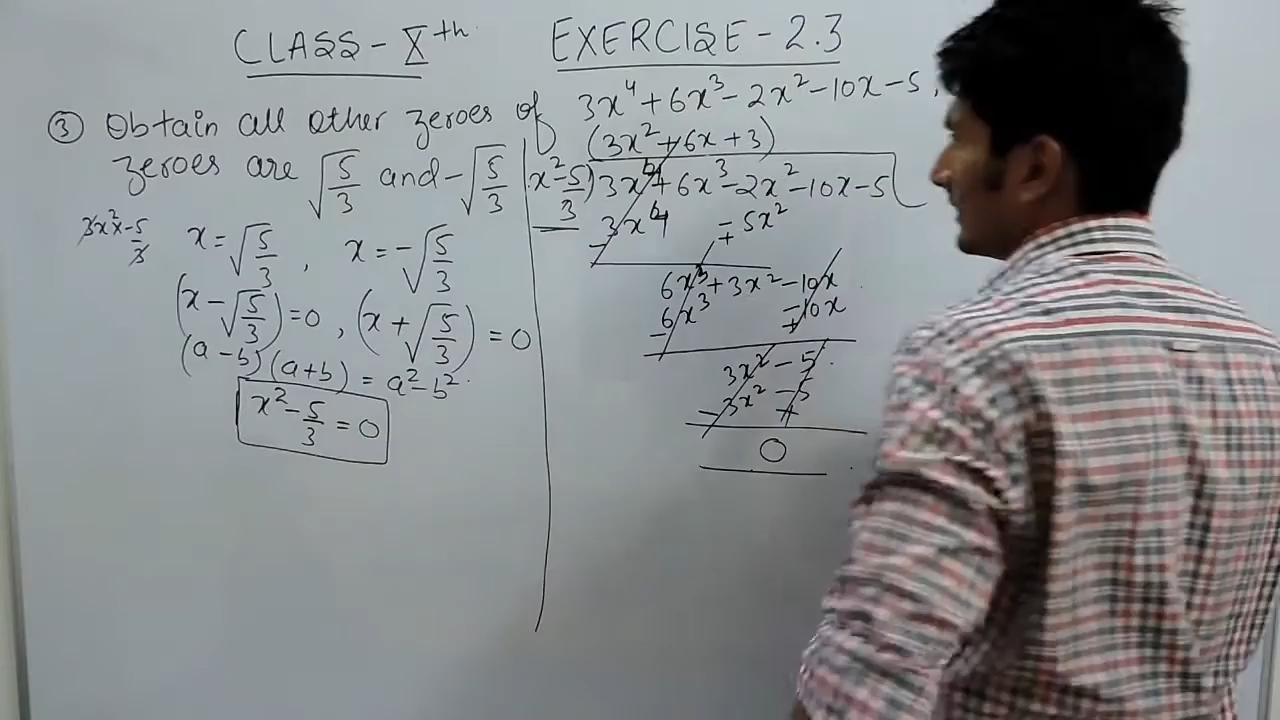 CLASS - Xth EXERCISE - 2.3
③ Obtain all other zeroes of 3x⁴ + 6x³ - 2x² - 10x - 5,
zeroes are √5/3 and - √5/3
3x² x - 5/3
x = √5/3 , x = - √5/3
(x - √5/3) = 0 , (x + √5/3) = 0
(a - b) (a + b) = a² - b²
x² - 5/3 = 0
(3x² + 6x + 3)
x² - 5/3 ) 3x⁴ + 6x³ - 2x² - 10x - 5
3x⁴ - 5x²
- +
6x³ + 3x² - 10x
6x³ - 10x
- +
3x² - 5
3x² - 5
- +
0